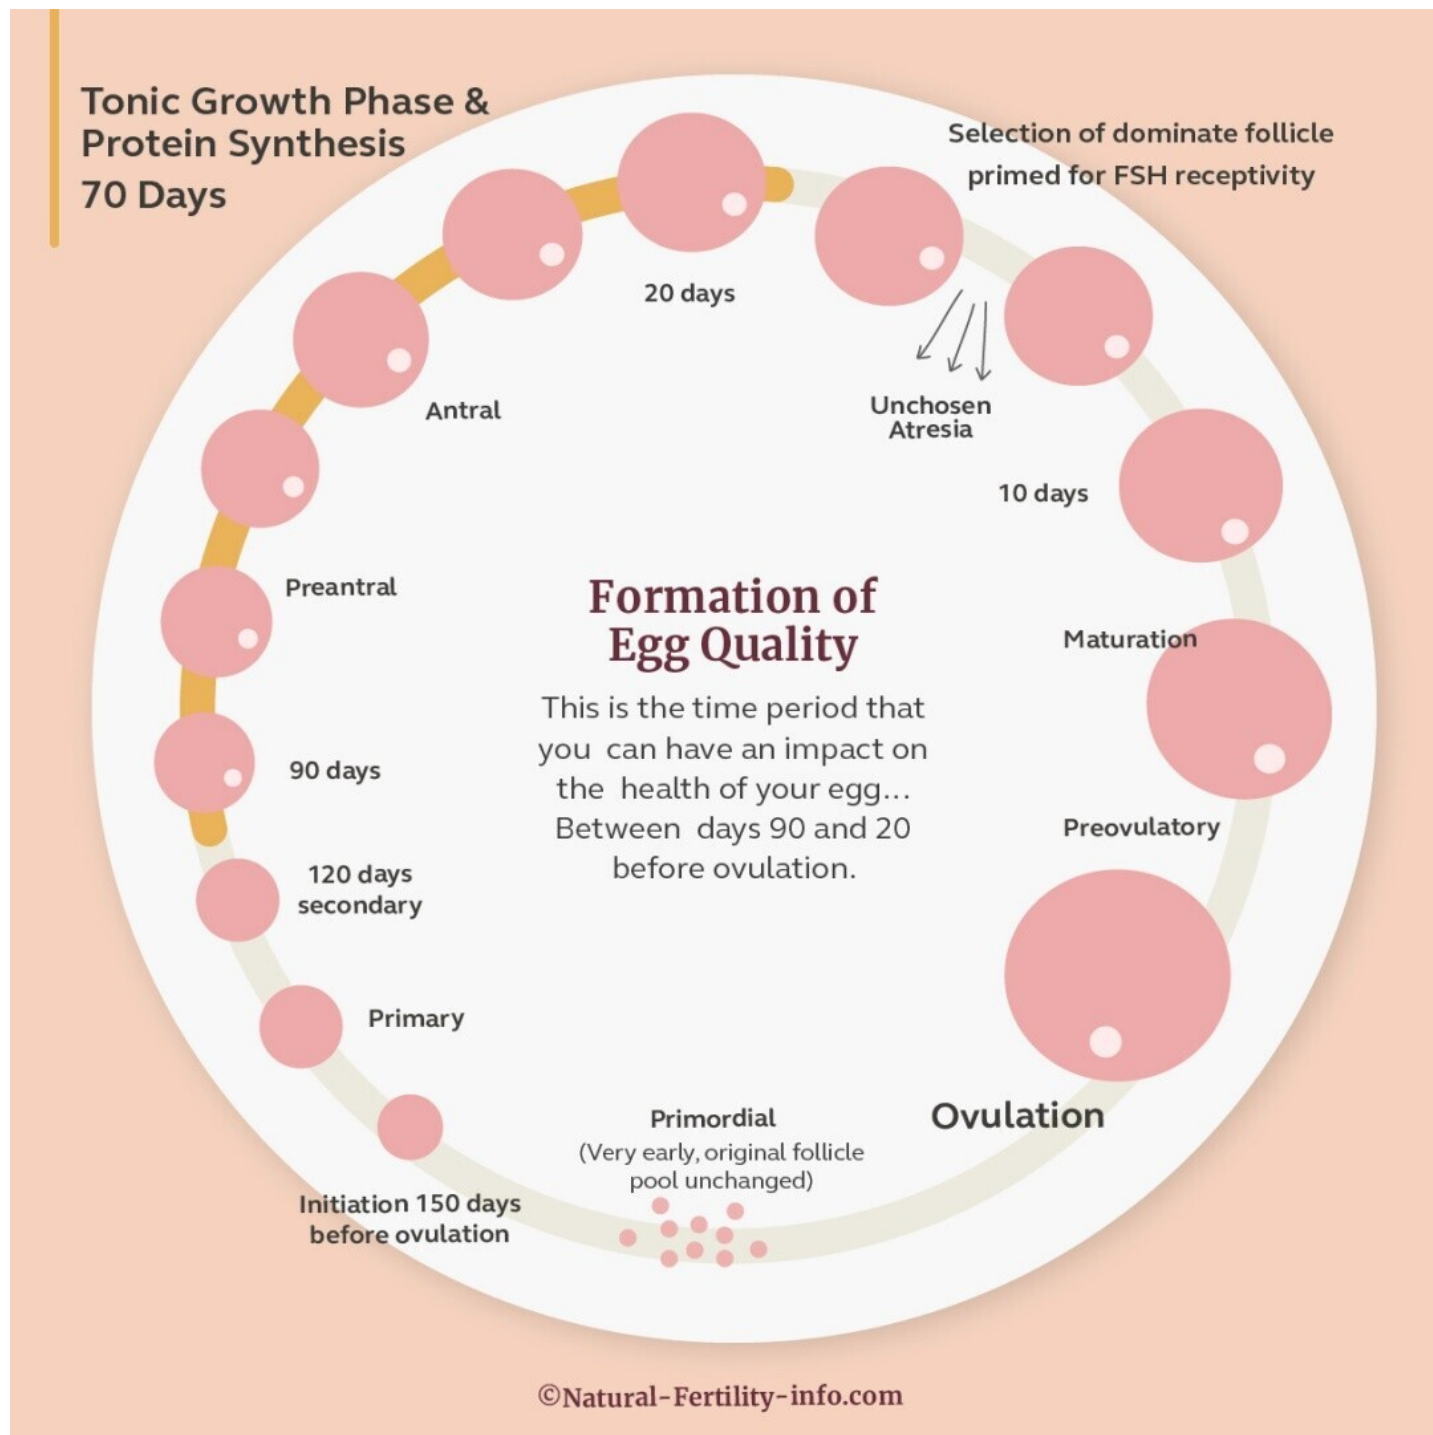 Tonic Growth Phase &
Protein Synthesis
70 Days
Selection of dominate follicle
primed for FSH receptivity
20 days
Unchosen
Atresia
Antral
10 days
Preantral
Formation of
Egg Quality
This is the time period that
you can have an impact on
the health of your egg...
Between days 90 and 20
before ovulation.
Maturation
90 days
Preovulatory
120 days
secondary
Primary
Primordial
(Very early, original follicle
pool unchanged)
Ovulation
Initiation 150 days
before ovulation
©Natural-Fertility-info.com